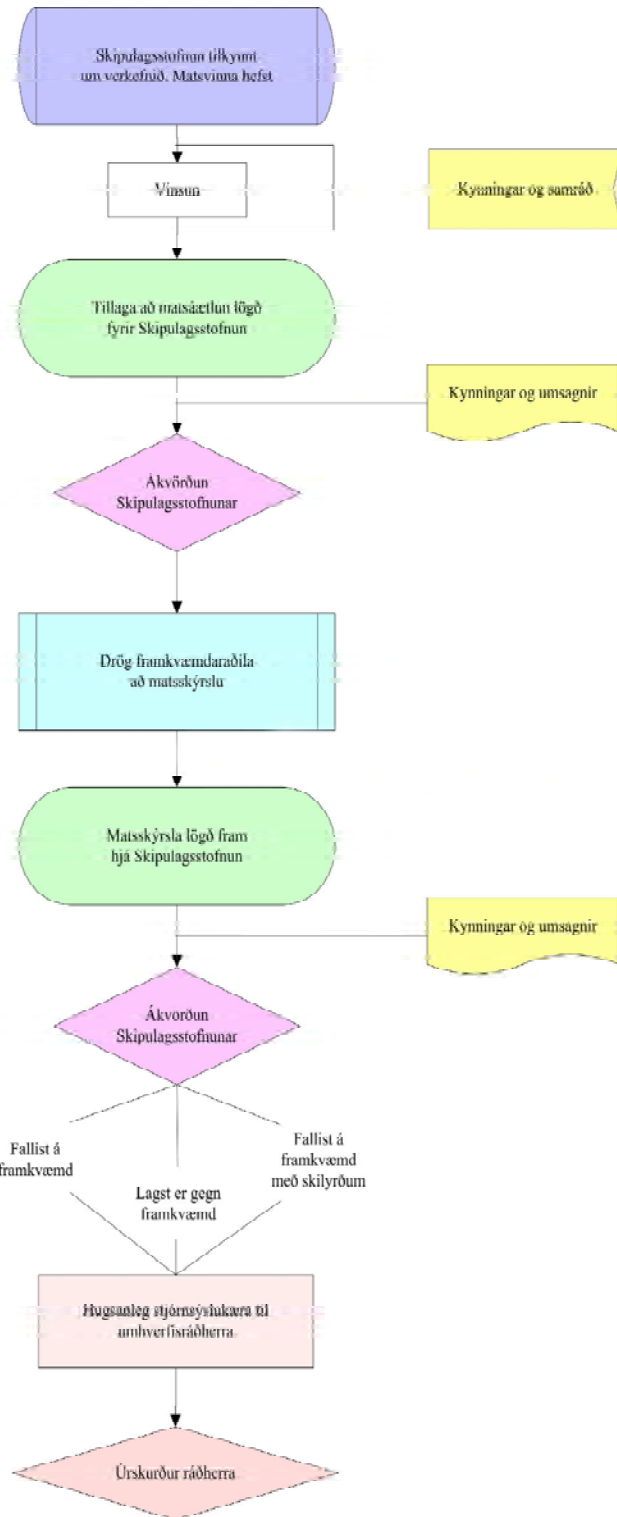 Skipulagsstofnun tilkynnt
um verkefnið. Matsvinna hefst
Vinsun
Kynningar og samráð
Tillaga að matsáætlun lögð
fyrir Skipulagsstofnun
Kynningar og umsagnir
Ákvörðun
Skipulagsstofnunar
Drög framkvæmdaraðila
að matsskýrslu
Matsskýrsla lögð fram
hjá Skipulagsstofnun
Kynningar og umsagnir
Ákvörðun
Skipulagsstofnunar
Fallist á
framkvæmd
Lagst er gegn
framkvæmd
Fallist á
framkvæmd
með skilyrðum
Hugsanleg stjórnsýslukæra til
umhverfisráðherra
Úrskurður ráðherra